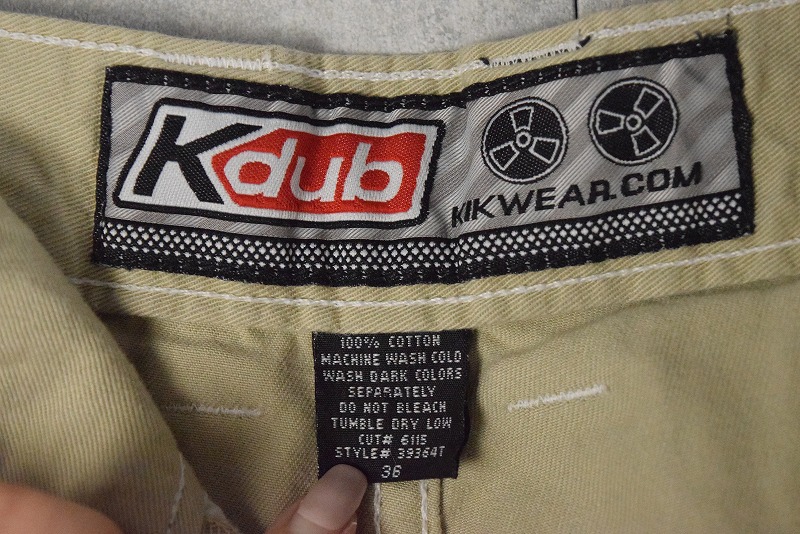 Kdub
KIKWEAR.COM
100% COTTON
MACHINE WASH COLD
WASH DARK COLORS
SEPARATELY
DO NOT BLEACH
TUMBLE DRY LOW
CUT# 6115
STYLE# 39364T
36